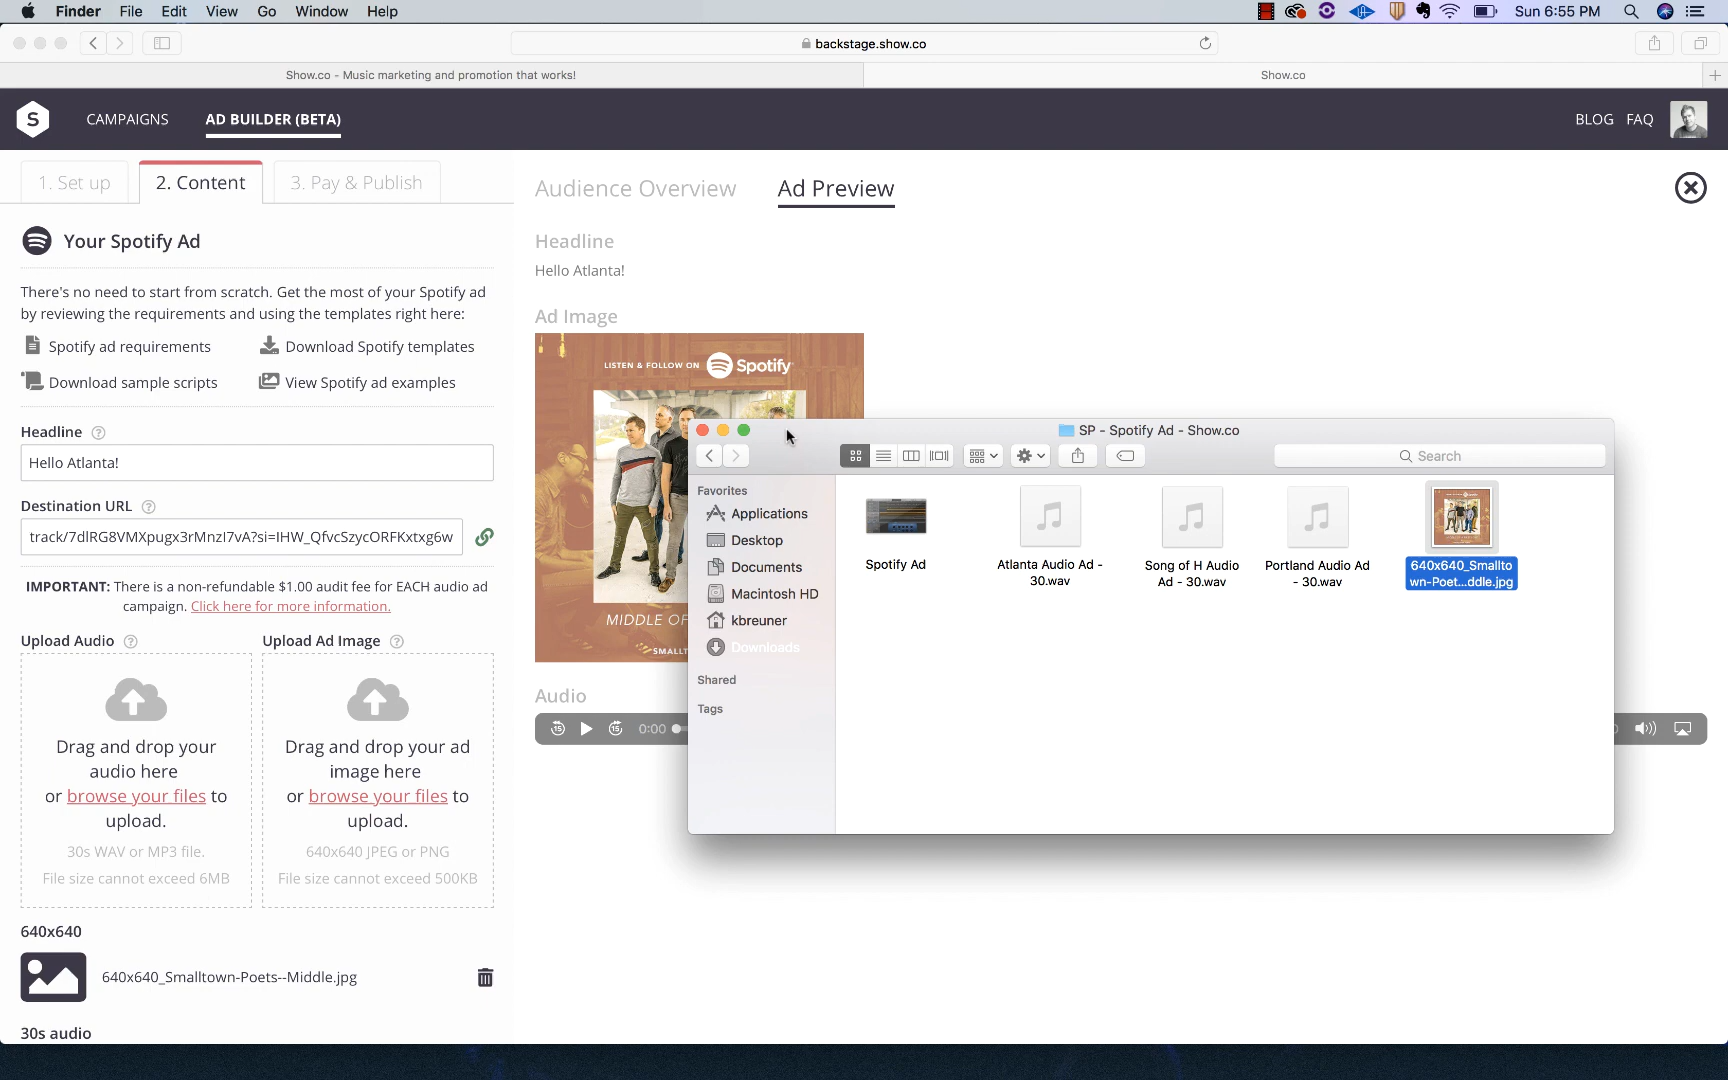 Finder File Edit View Go Window Help
Sun 6:55 PM
backstage.show.co
Show.co - Music marketing and promotion that works!
Show.co
S CAMPAIGNS AD BUILDER (BETA)
BLOG FAQ
1. Set up 2. Content 3. Pay & Publish
Your Spotify Ad
There's no need to start from scratch. Get the most of your Spotify ad
by reviewing the requirements and using the templates right here:
Spotify ad requirements Download Spotify templates
Download sample scripts View Spotify ad examples
Headline ?
Hello Atlanta!
Destination URL ?
track/7dlRG8VMXpugx3rMnzI7vA?si=IHW_QfvcSzycORFKxtxg6w
IMPORTANT: There is a non-refundable $1.00 audit fee for EACH audio ad
campaign. Click here for more information.
Upload Audio ? Upload Ad Image ?
Drag and drop your
audio here
or browse your files to
upload.
30s WAV or MP3 file.
File size cannot exceed 6MB
Drag and drop your ad
image here
or browse your files to
upload.
640x640 JPEG or PNG
File size cannot exceed 500KB
640x640
640x640_Smalltown-Poets--Middle.jpg
30s audio
Audience Overview Ad Preview
Headline
Hello Atlanta!
Ad Image
LISTEN & FOLLOW ON Spotify
MIDDLE OF
SMALLT
Audio
15 15 0:00
SP - Spotify Ad - Show.co
Search
Favorites
Applications
Desktop
Documents
Macintosh HD
kbreuner
Downloads
Shared
Tags
Spotify Ad
Atlanta Audio Ad -
30.wav
Song of H Audio
Ad - 30.wav
Portland Audio Ad
- 30.wav
640x640_Smallto
wn-Poet...ddle.jpg